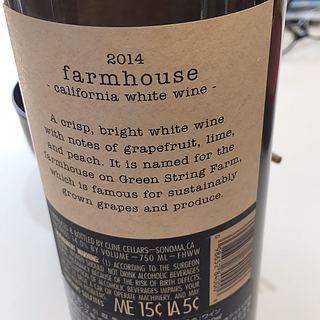 2014
farmhouse
- california white wine -
A crisp, bright white wine
with notes of grapefruit, lime,
and peach. It is named for the
farmhouse on Green String Farm,
which is famous for sustainably
grown grapes and produce.
& BOTTLED BY CLINE CELLARS—SONOMA, CA
BY VOLUME — 750 ML — FHWW
(1) ACCORDING TO THE SURGEON
NOT DRINK ALCOHOLIC BEVERAGES
BECAUSE OF THE RISK OF BIRTH DEFECTS.
ALCOHOLIC BEVERAGES IMPAIRS YOUR
A CAR OR OPERATE MACHINERY, AND MAY
ME 15¢ IA 5¢